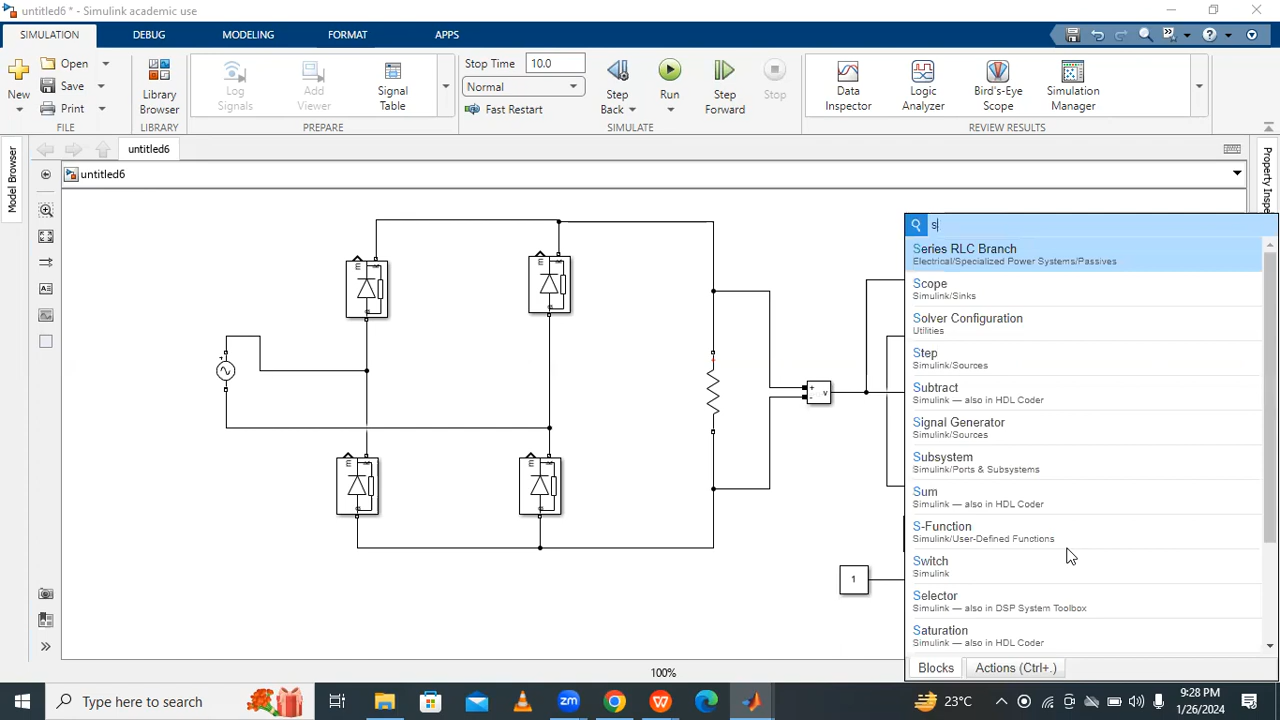 untitled6 * - Simulink academic use
SIMULATION
DEBUG
MODELING
FORMAT
APPS
New
Open
Save
Print
FILE
Library
Browser
LIBRARY
Log
Signals
Add
Viewer
Signal
Table
PREPARE
Stop Time 10.0
Normal
Fast Restart
Step
Back
Run
Step
Forward
Stop
SIMULATE
Data
Inspector
Logic
Analyzer
Bird's-Eye
Scope
Simulation
Manager
REVIEW RESULTS
untitled6
untitled6
Model Browser
Property Inspe
m
m
m
m
+
+
-
v
1
s
Series RLC Branch
Electrical/Specialized Power Systems/Passives
Scope
Simulink/Sinks
Solver Configuration
Utilities
Step
Simulink/Sources
Subtract
Simulink — also in HDL Coder
Signal Generator
Simulink/Sources
Subsystem
Simulink/Ports & Subsystems
Sum
Simulink — also in HDL Coder
S-Function
Simulink/User-Defined Functions
Switch
Simulink
Selector
Simulink — also in DSP System Toolbox
Saturation
Simulink — also in HDL Coder
Blocks
Actions (Ctrl+.)
100%
Type here to search
23°C
9:28 PM
1/26/2024